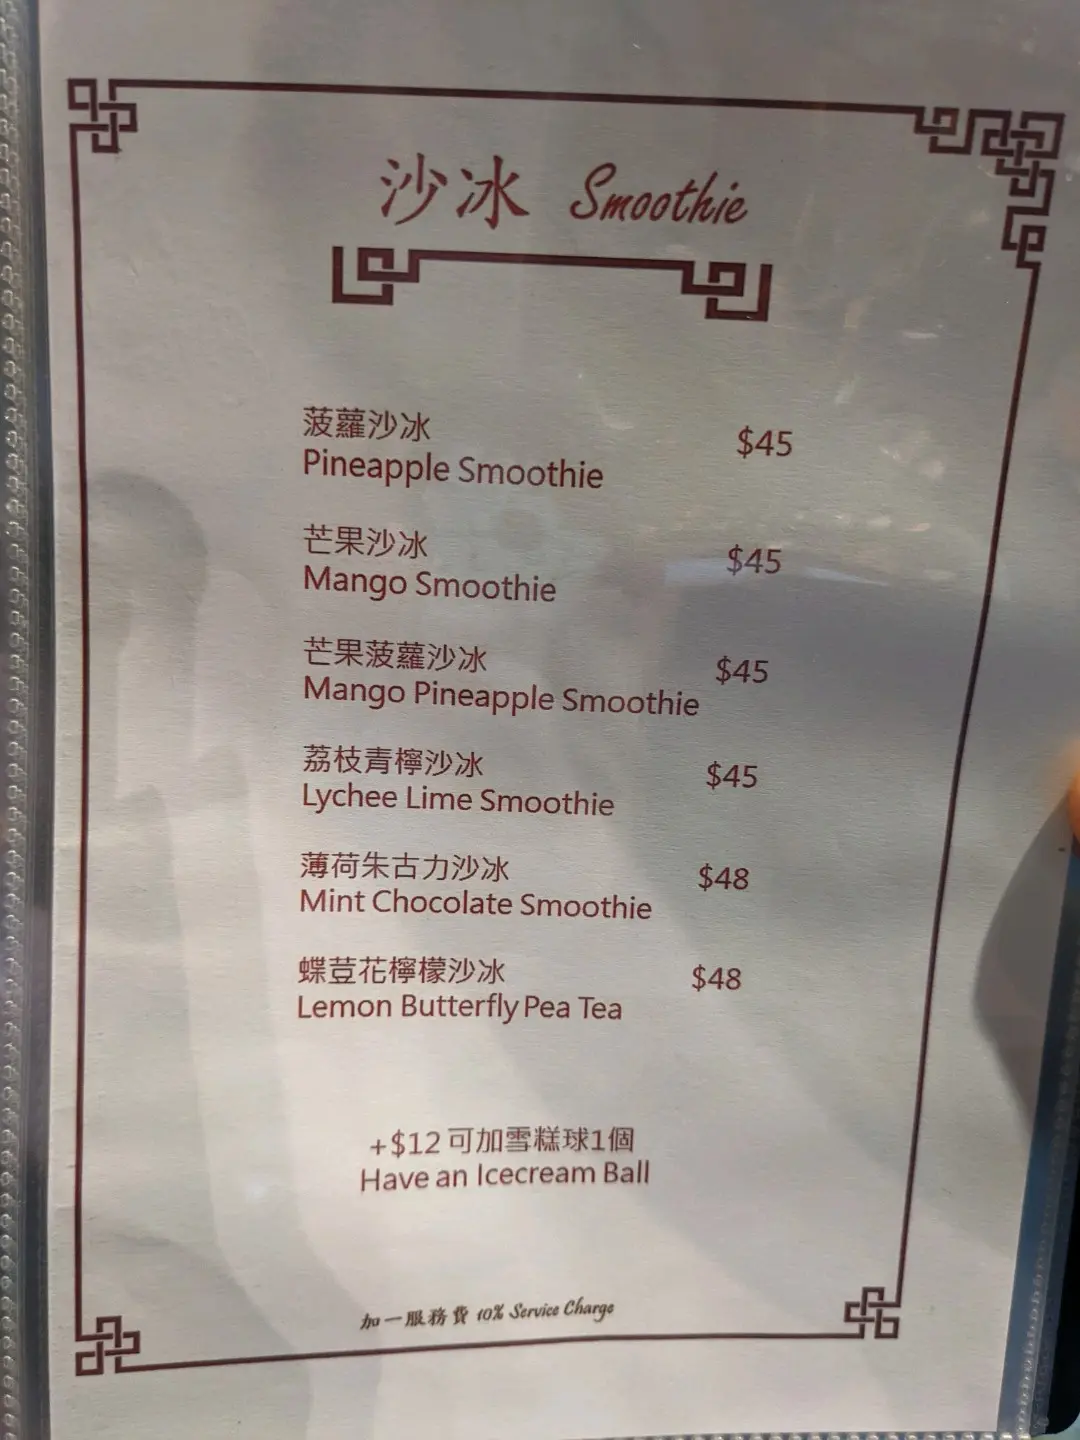 沙冰 Smoothie
菠蘿沙冰 $45
Pineapple Smoothie
芒果沙冰 $45
Mango Smoothie
芒果菠蘿沙冰 $45
Mango Pineapple Smoothie
荔枝青檸沙冰 $45
Lychee Lime Smoothie
薄荷朱古力沙冰 $48
Mint Chocolate Smoothie
蝶荳花檸檬沙冰 $48
Lemon Butterfly Pea Tea
+$12可加雪糕球1個
Have an Icecream Ball
加一服務費 10% Service Charge